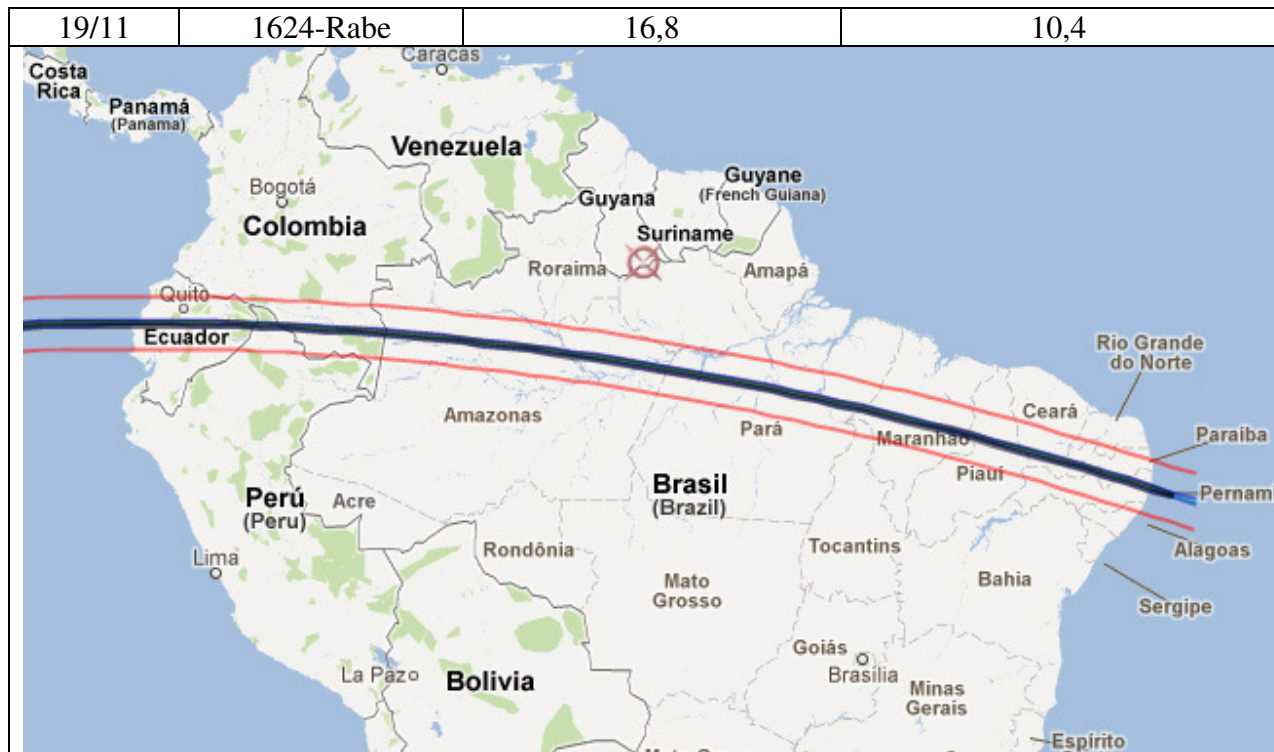 19/11 1624-Rabe 16,8 10,4
Caracas
Costa
Rica
Panamá
(Panama)
Venezuela
Guyane
(French Guiana)
Bogotá
Guyana
Colombia
Suriname
Roraima
Amapá
Quito
Ecuador
Rio Grande
do Norte
Amazonas
Ceará
Pará
Maranhão
Paraíba
Piauí
Perú
(Peru)
Acre
Brasil
(Brazil)
Pernam
Rondônia
Tocantins
Alagoas
Lima
Mato
Grosso
Bahia
Sergipe
Goiás
La Paz
Brasília
Bolivia
Minas
Gerais
Espírito